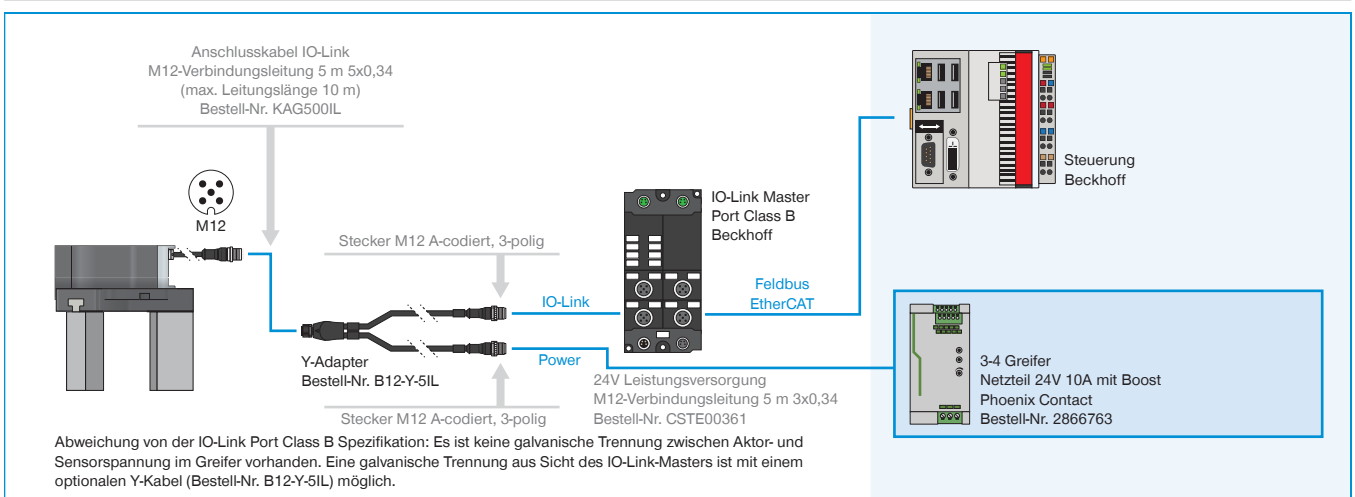 Anschlusskabel IO-Link
M12-Verbindungsleitung 5 m 5x0,34
(max. Leitungslänge 10 m)
Bestell-Nr. KAG500IL
M12
Stecker M12 A-codiert, 3-polig
IO-Link
Y-Adapter
Bestell-Nr. B12-Y-5IL
Power
Stecker M12 A-codiert, 3-polig
IO-Link Master
Port Class B
Beckhoff
Feldbus
EtherCAT
24V Leistungsversorgung
M12-Verbindungsleitung 5 m 3x0,34
Bestell-Nr. CSTE00361
Steuerung
Beckhoff
3-4 Greifer
Netzteil 24V 10A mit Boost
Phoenix Contact
Bestell-Nr. 2866763
Abweichung von der IO-Link Port Class B Spezifikation: Es ist keine galvanische Trennung zwischen Aktor- und
Sensorspannung im Greifer vorhanden. Eine galvanische Trennung aus Sicht des IO-Link-Masters ist mit einem
optionalen Y-Kabel (Bestell-Nr. B12-Y-5IL) möglich.